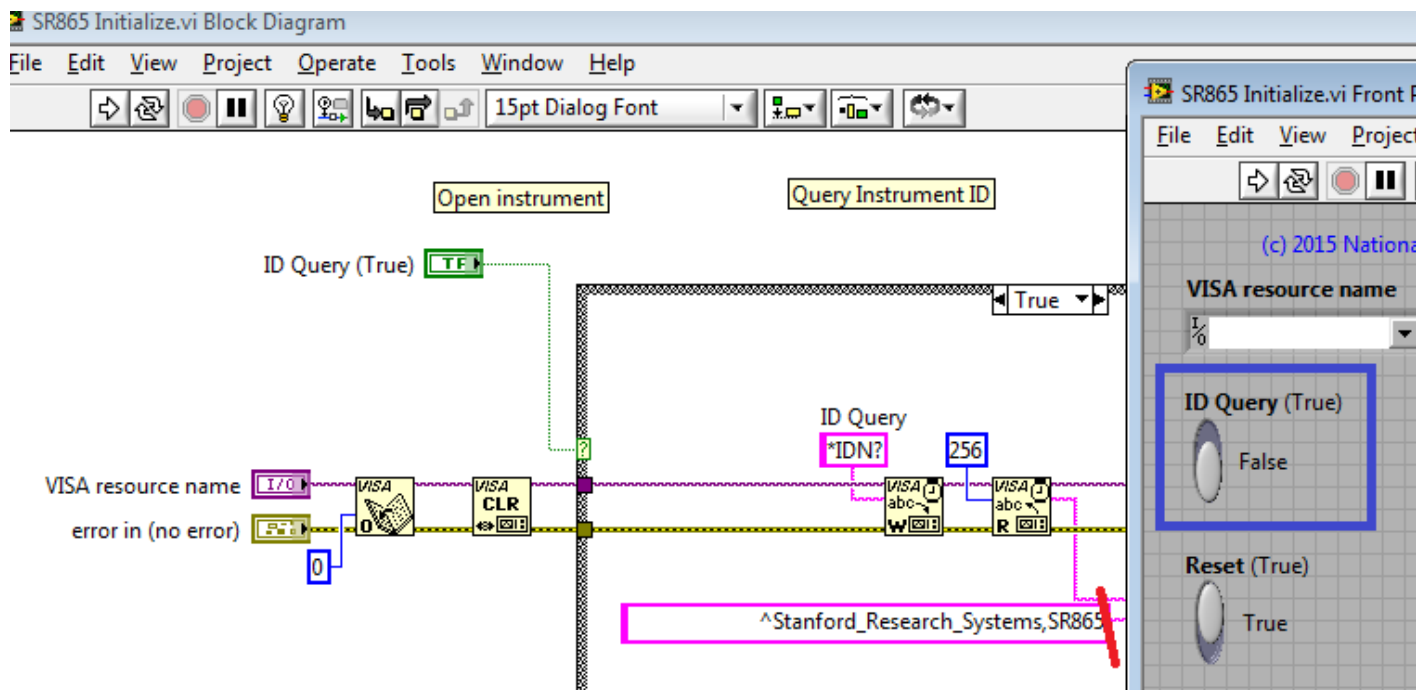 SR865 Initialize.vi Block Diagram
File Edit View Project Operate Tools Window Help
15pt Dialog Font
SR865 Initialize.vi Front P
File Edit View Project
Open instrument
Query Instrument ID
(c) 2015 Nationa
ID Query (True)
TF
True
VISA resource name
I/O
ID Query (True)
False
ID Query
*IDN?
256
VISA resource name
I/O
VISA
O
VISA
CLR
VISA
abc
W
VISA
abc
R
error in (no error)
0
?
Reset (True)
True
^Stanford_Research_Systems,SR865